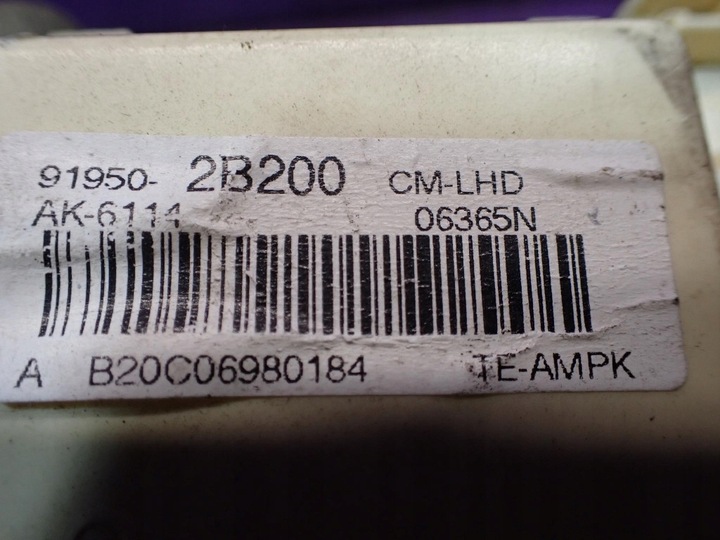 91950- 2B200 CM-LHD
AK-6114 06365N
A B20C06980184 TE-AMPK